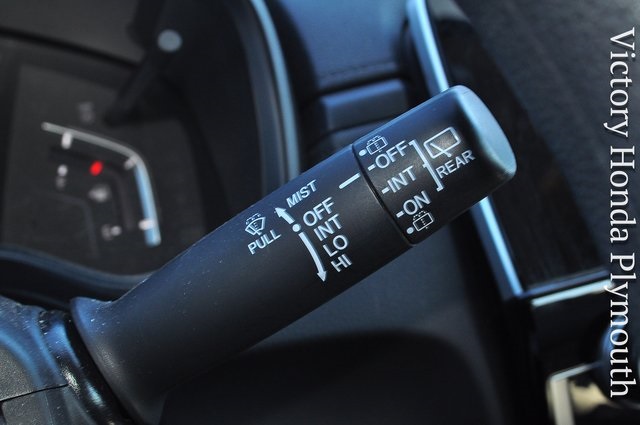 OFF
INT
ON
REAR
MIST
OFF
INT
LO
HI
PULL
Victory Honda Plymouth